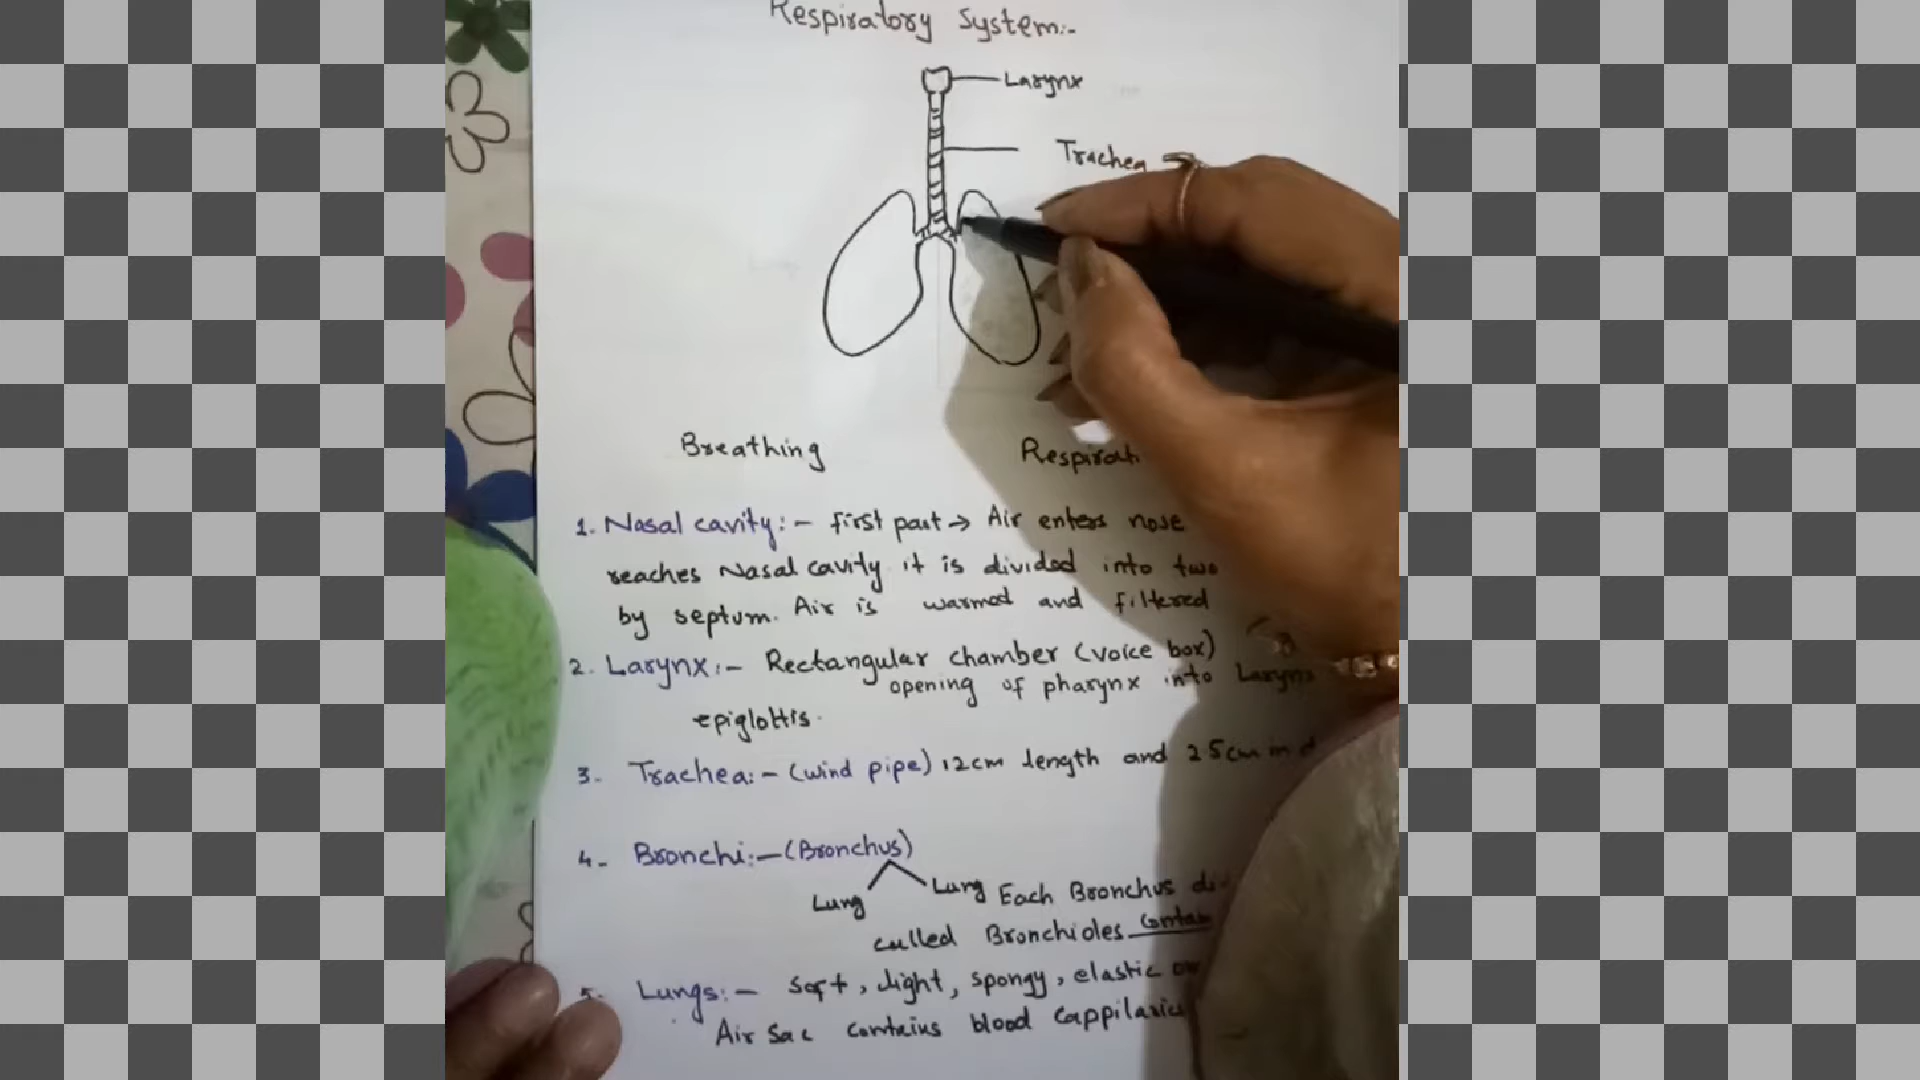 Respiratory System:-
Larynx
Trachea
Breathing
1. Nasal cavity:- first part → Air enters nose
reaches Nasal cavity it is divided into two
by septum. Air is warmed and filtered
2. Larynx:- Rectangular chamber (voice box)
opening of pharynx into Larynx
epiglottis.
3. Trachea:- (wind pipe) 12cm length and 2.5cm in
4. Bronchi:- (Bronchus)
Lung Lung Each Bronchus
called Bronchioles
5. Lungs:- Soft, light, spongy, elastic
Air Sac contains blood